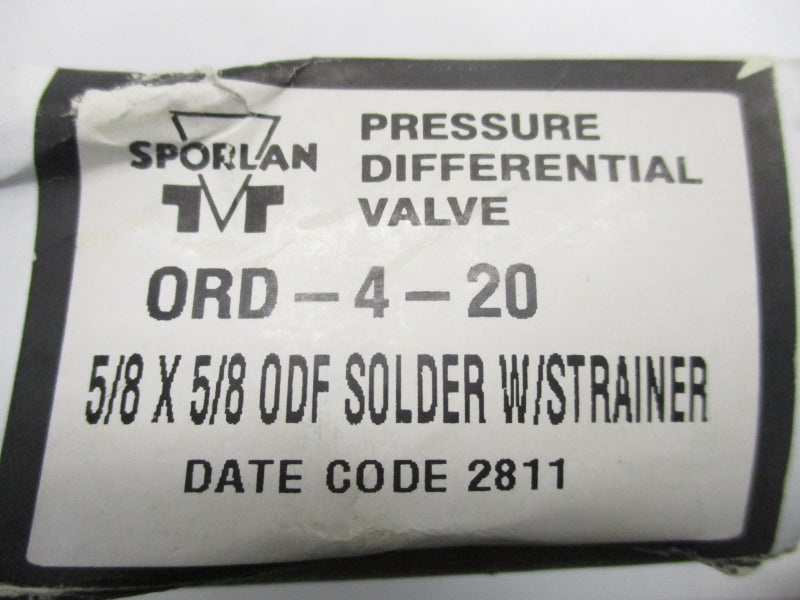 SPORLAN
PRESSURE
DIFFERENTIAL
VALVE
ORD-4-20
5/8 X 5/8 ODF SOLDER W/STRAINER
DATE CODE 2811